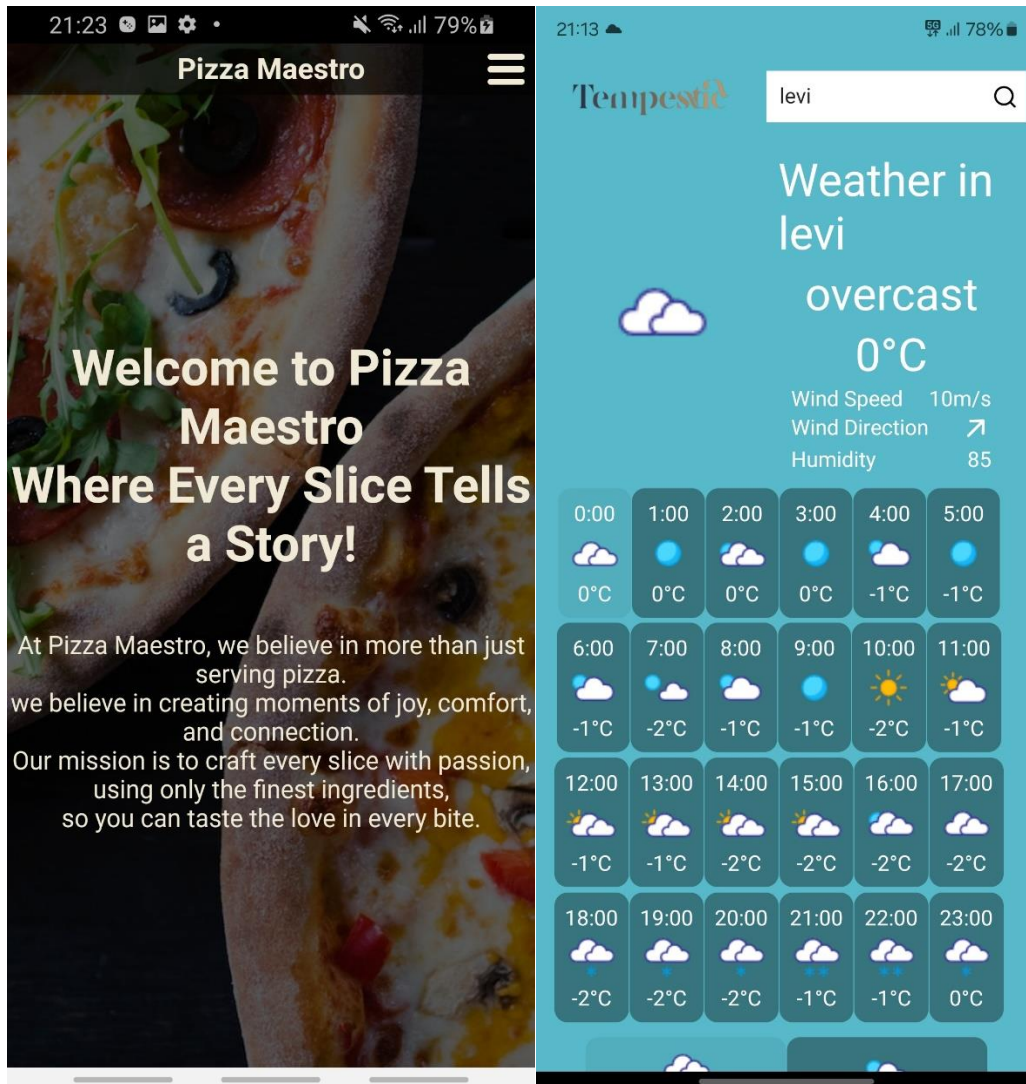 21:23
79%
Pizza Maestro
Welcome to Pizza
Maestro
Where Every Slice Tells
a Story!
At Pizza Maestro, we believe in more than just
serving pizza.
we believe in creating moments of joy, comfort,
and connection.
Our mission is to craft every slice with passion,
using only the finest ingredients,
so you can taste the love in every bite.
21:13
5G
78%
Tempestic
levi
Weather in
levi
overcast
0°C
Wind Speed 10m/s
Wind Direction
Humidity 85
0:00 1:00 2:00 3:00 4:00 5:00
0°C 0°C 0°C 0°C -1°C -1°C
6:00 7:00 8:00 9:00 10:00 11:00
-1°C -2°C -1°C -1°C -2°C -1°C
12:00 13:00 14:00 15:00 16:00 17:00
-1°C -1°C -2°C -2°C -2°C -2°C
18:00 19:00 20:00 21:00 22:00 23:00
-2°C -2°C -2°C -1°C -1°C 0°C